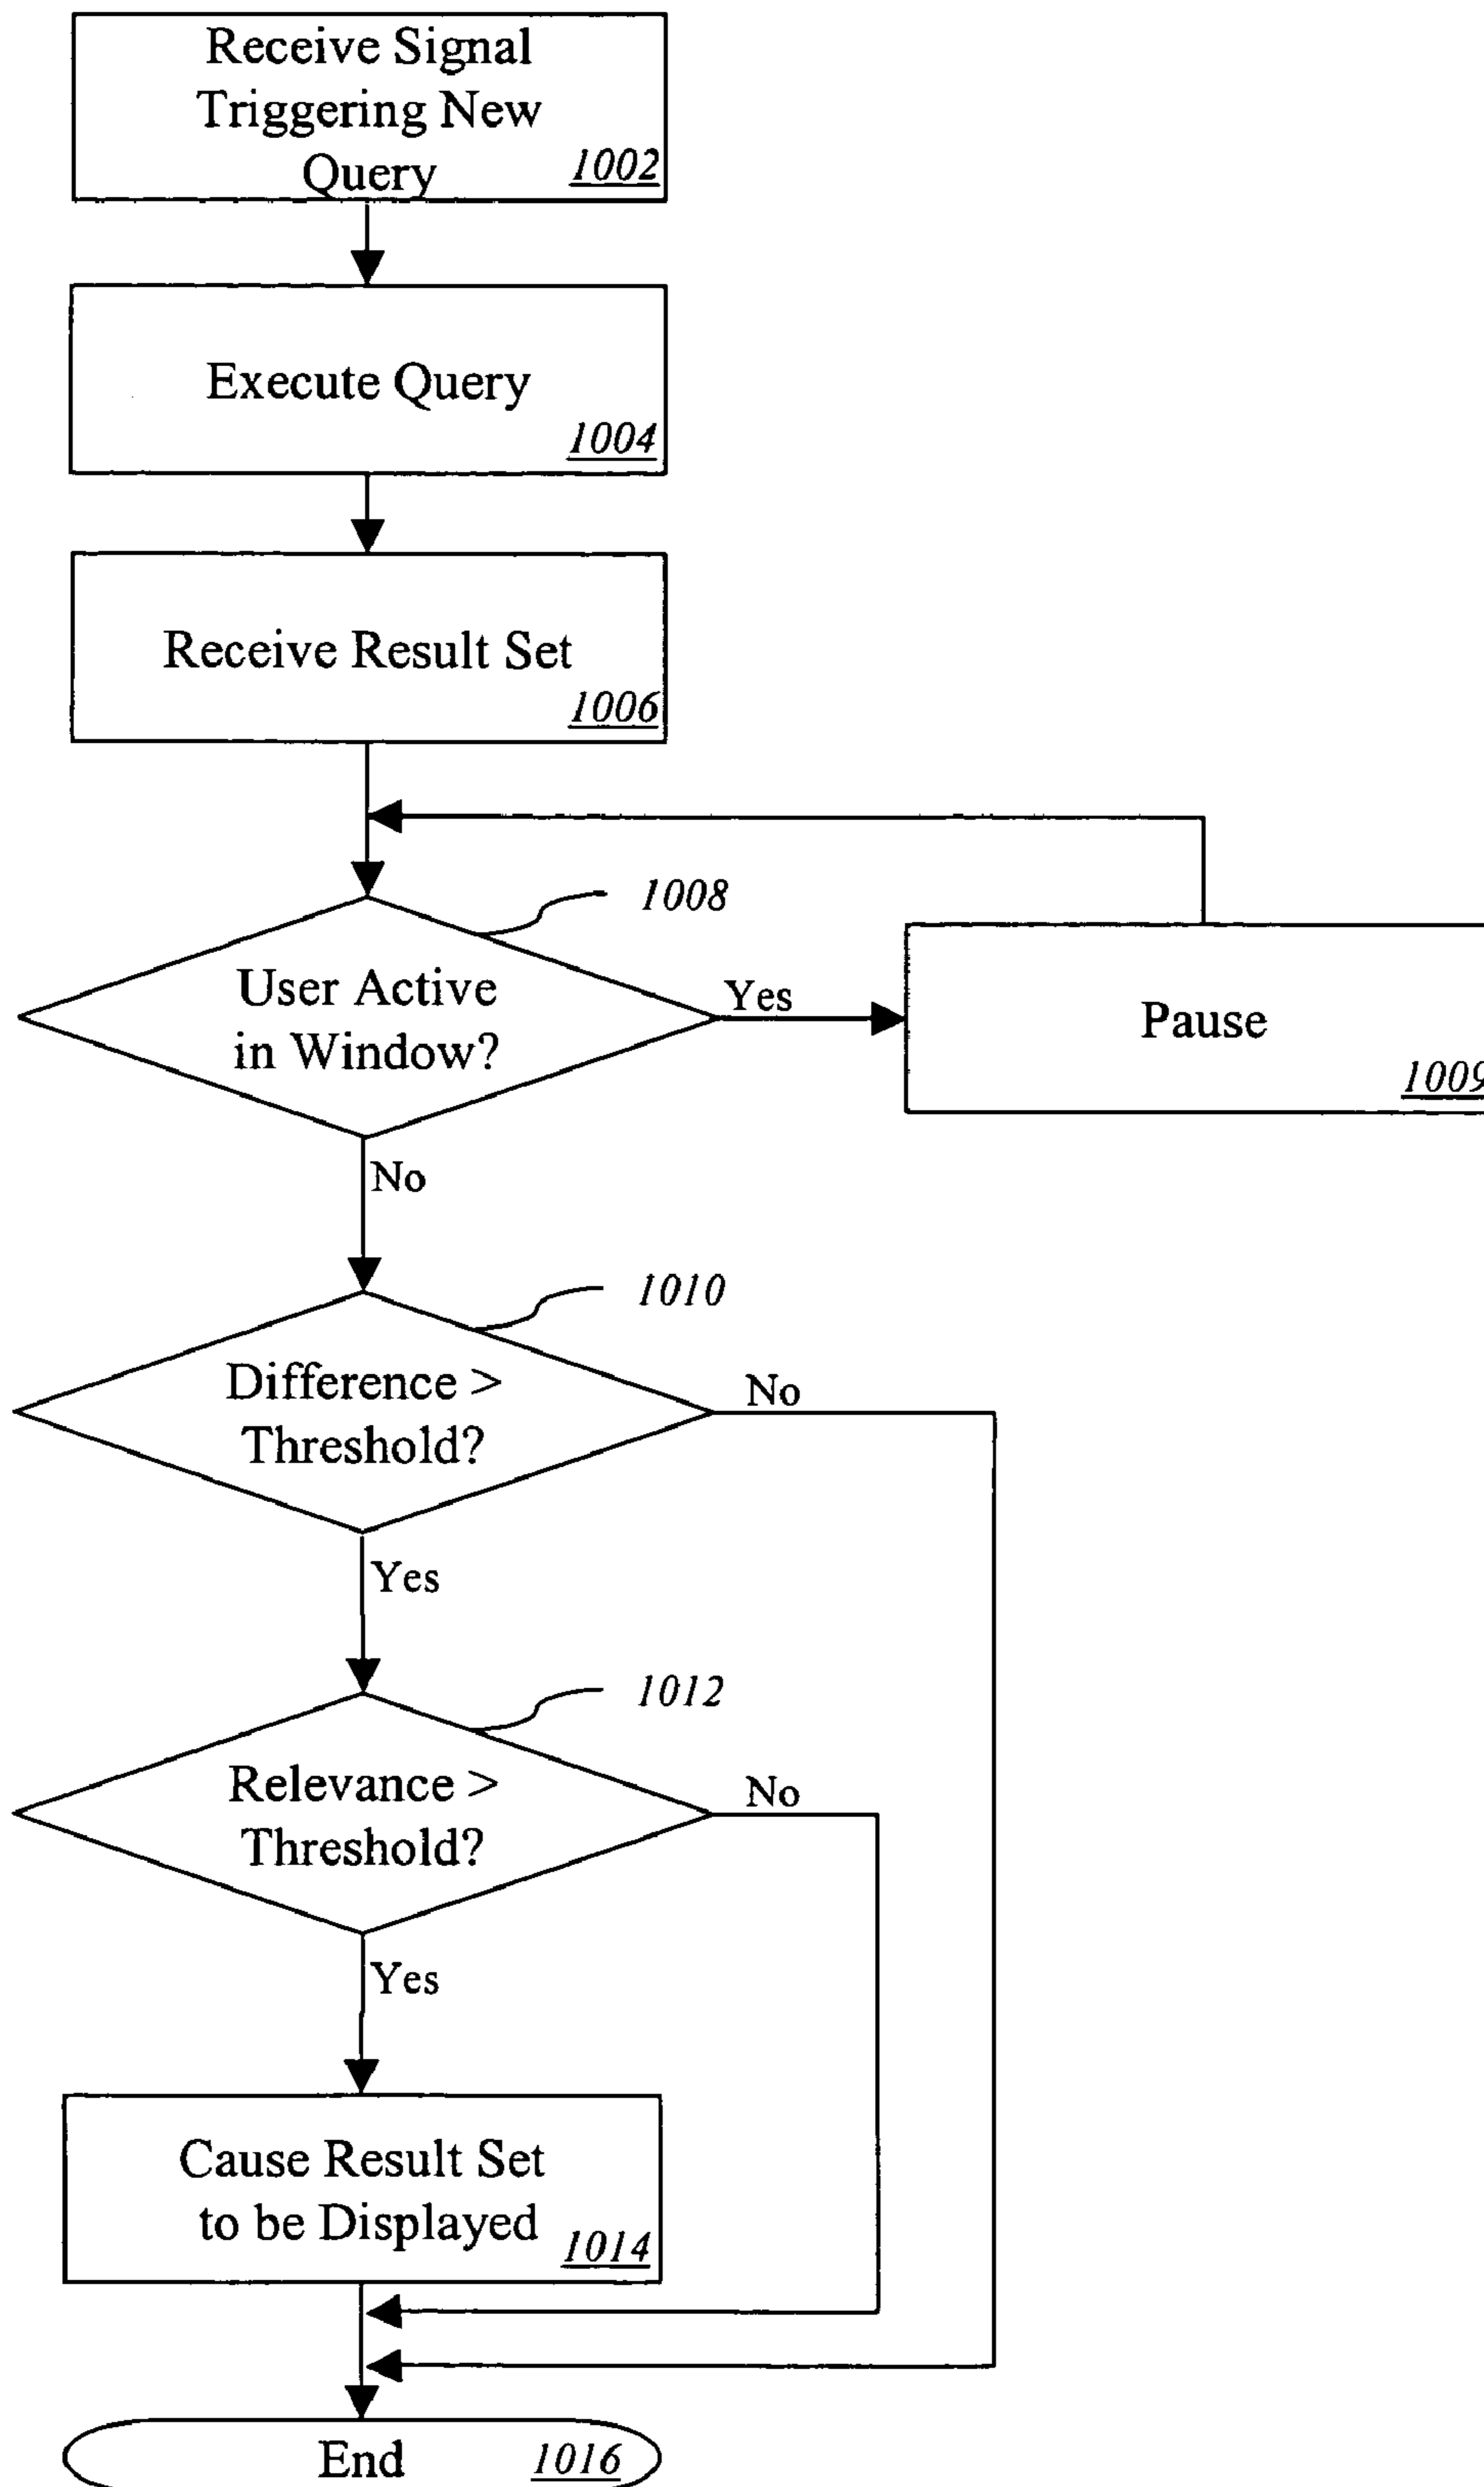 Receive Signal
Triggering New
Query
1002
Execute Query
1004
Receive Result Set
1006
1008
User Active
in Window?
Yes
Pause
1009
No
1010
Difference >
Threshold?
No
Yes
1012
Relevance >
Threshold?
No
Yes
Cause Result Set
to be Displayed
1014
End
1016